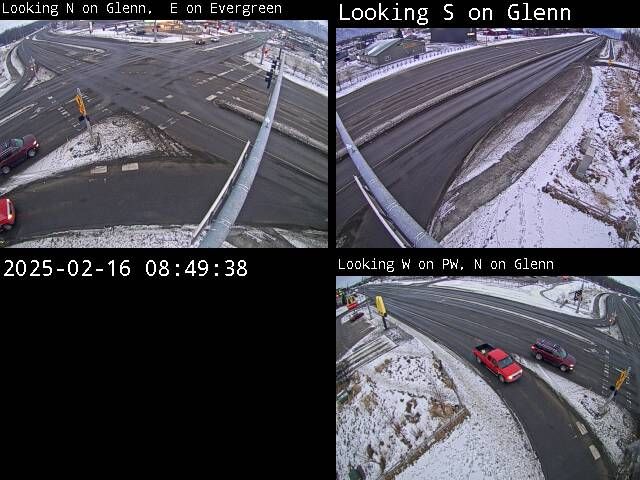 Looking N on Glenn,  E on Evergreen
Looking S on Glenn
2025-02-16 08:49:38
Looking W on PW, N on Glenn